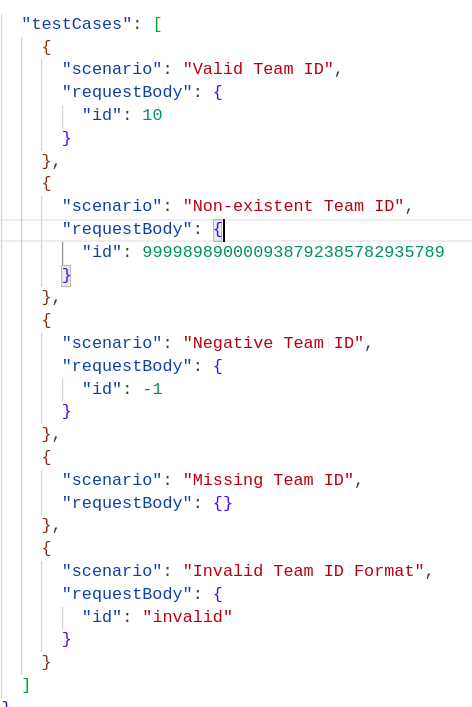 "testCases": [
{
"scenario": "Valid Team ID",
"requestBody": {
"id": 10
}
},
{
"scenario": "Non-existent Team ID",
"requestBody": {
"id": 999989890000938792385782935789
}
},
{
"scenario": "Negative Team ID",
"requestBody": {
"id": -1
}
},
{
"scenario": "Missing Team ID",
"requestBody": {}
},
{
"scenario": "Invalid Team ID Format",
"requestBody": {
"id": "invalid"
}
}
]
}